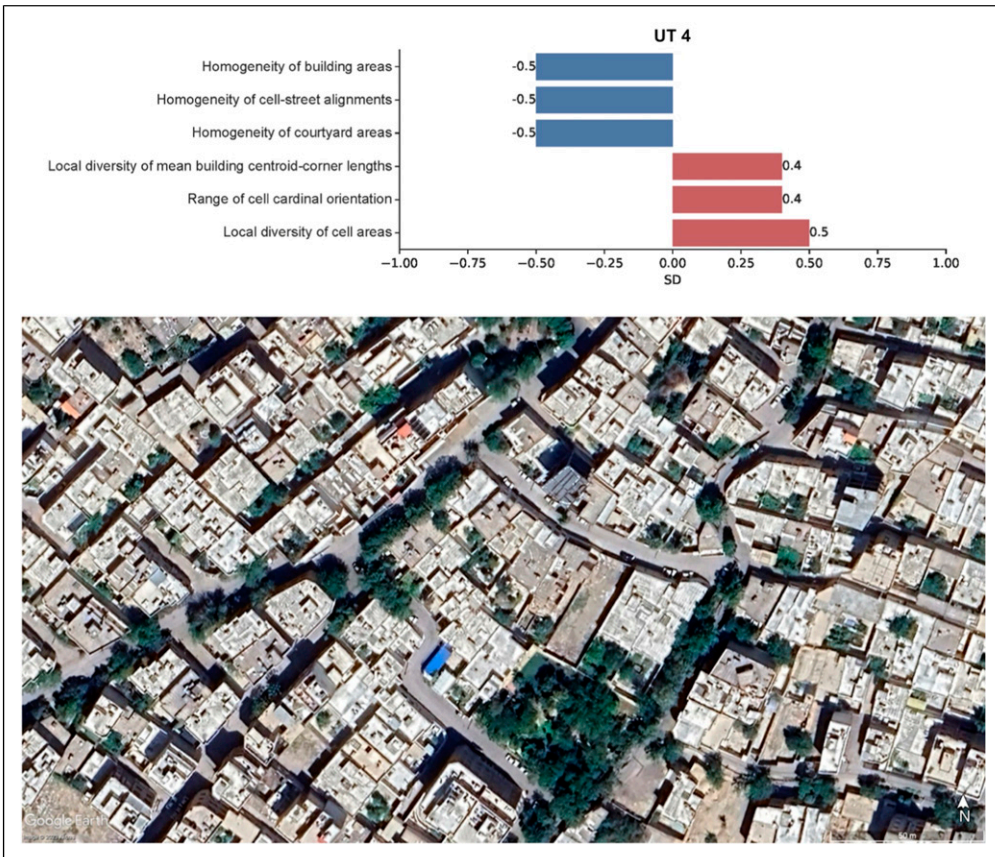 UT 4
Homogeneity of building areas
-0.5
Homogeneity of cell-street alignments
-0.5
Homogeneity of courtyard areas
-0.5
Local diversity of mean building centroid-corner lengths
0.4
Range of cell cardinal orientation
0.4
Local diversity of cell areas
0.5
−1.00 −0.75 −0.50 −0.25 0.00 0.25 0.50 0.75 1.00
SD
Google Earth
N
50 m